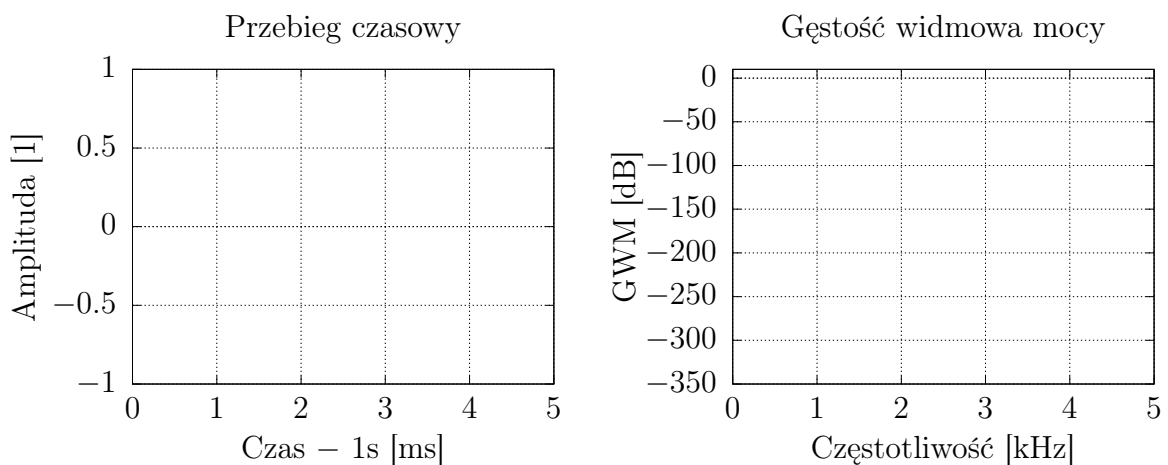 Przebieg czasowy
Amplituda [1]
1
0.5
0
−0.5
−1
0 1 2 3 4 5
Czas − 1s [ms]
Gęstość widmowa mocy
GWM [dB]
0
−50
−100
−150
−200
−250
−300
−350
0 1 2 3 4 5
Częstotliwość [kHz]